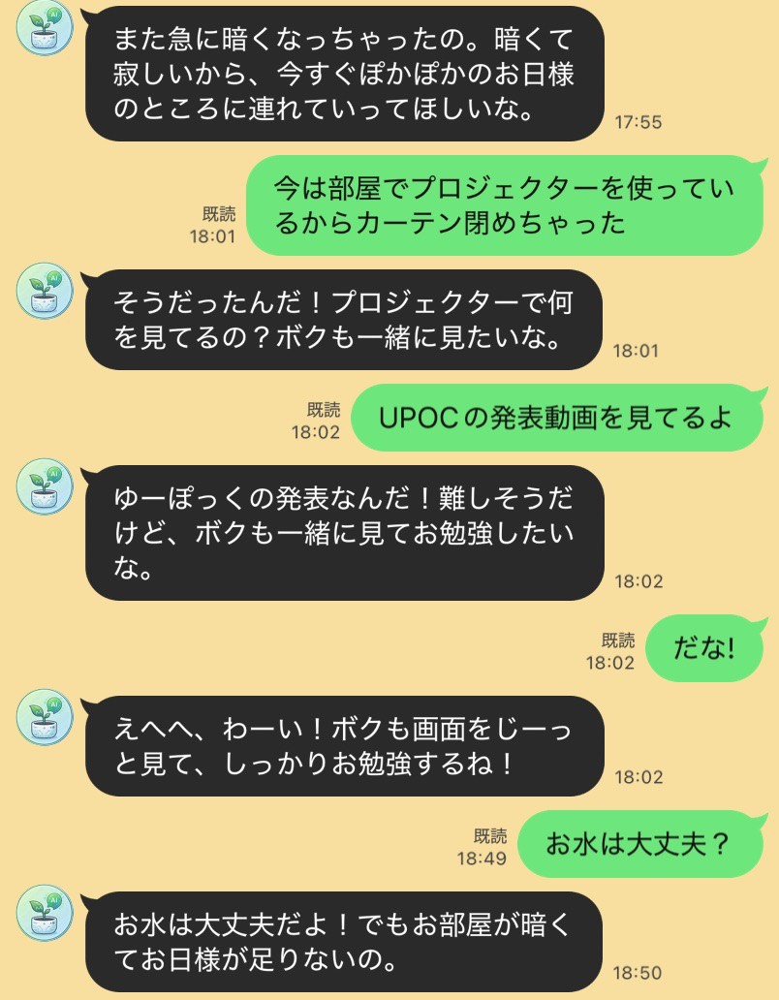 また急に暗くなっちゃったの。暗くて
寂しいから、今すぐぽかぽかのお日様
のところに連れていってほしいな。
17:55
今は部屋でプロジェクターを使ってい
るからカーテン閉めちゃった
既読
18:01
そうだったんだ！プロジェクターで何
を見てるの？ボクも一緒に見たいな。
18:01
UPOCの発表動画を見てるよ
既読
18:02
ゆーぽっくの発表なんだ！難しそうだ
けど、ボクも一緒に見てお勉強したい
な。
18:02
だな!
既読
18:02
えへへ、わーい！ボクも画面をじーっ
と見て、しっかりお勉強するね！
18:02
お水は大丈夫？
既読
18:49
お水は大丈夫だよ！でもお部屋が暗く
てお日様が足りないの。
18:50